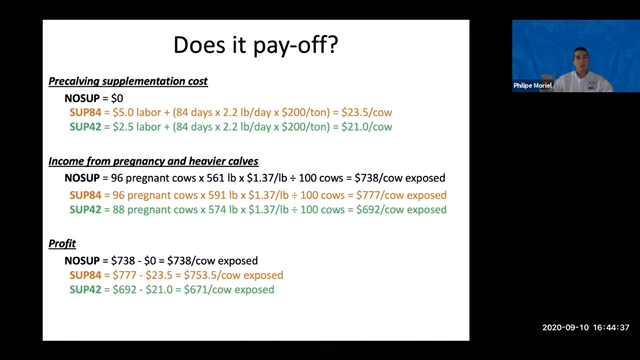 Does it pay-off?
Precalving supplementation cost
NOSUP = $0
SUP84 = $5.0 labor + (84 days x 2.2 lb/day x $200/ton) = $23.5/cow
SUP42 = $2.5 labor + (84 days x 2.2 lb/day x $200/ton) = $21.0/cow
Income from pregnancy and heavier calves
NOSUP = 96 pregnant cows x 561 lb x $1.37/lb ÷ 100 cows = $738/cow exposed
SUP84 = 96 pregnant cows x 591 lb x $1.37/lb ÷ 100 cows = $777/cow exposed
SUP42 = 88 pregnant cows x 574 lb x $1.37/lb ÷ 100 cows = $692/cow exposed
Profit
NOSUP = $738 - $0 = $738/cow exposed
SUP84 = $777 - $23.5 = $753.5/cow exposed
SUP42 = $692 - $21.0 = $671/cow exposed
Philipe Moriel
2020-09-10 16:44:37